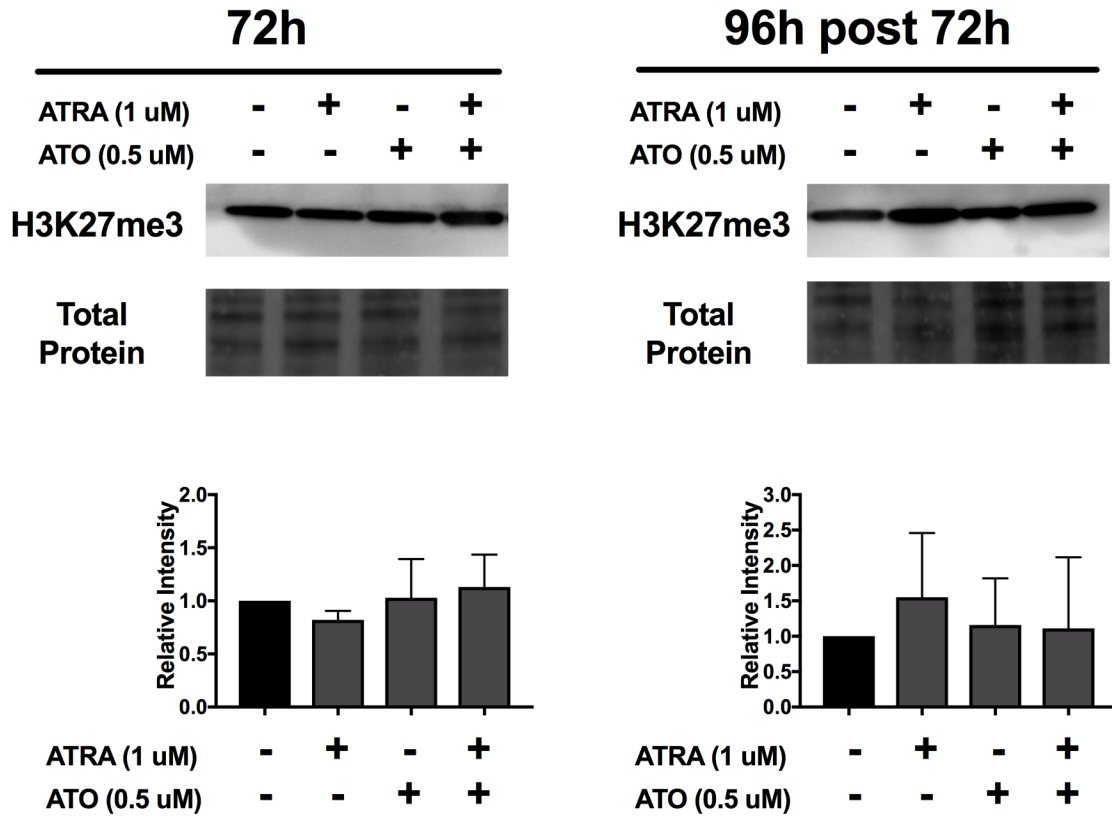 72h
ATRA (1 uM) - + - +
ATO (0.5 uM) - - + +
H3K27me3
Total
Protein
96h post 72h
ATRA (1 uM) - + - +
ATO (0.5 uM) - - + +
H3K27me3
Total
Protein
Relative Intensity
2.0
1.5
1.0
0.5
0.0
ATRA (1 uM) - + - +
ATO (0.5 uM) - - + +
Relative Intensity
3.0
2.5
2.0
1.5
1.0
0.5
0.0
ATRA (1 uM) - + - +
ATO (0.5 uM) - - + +